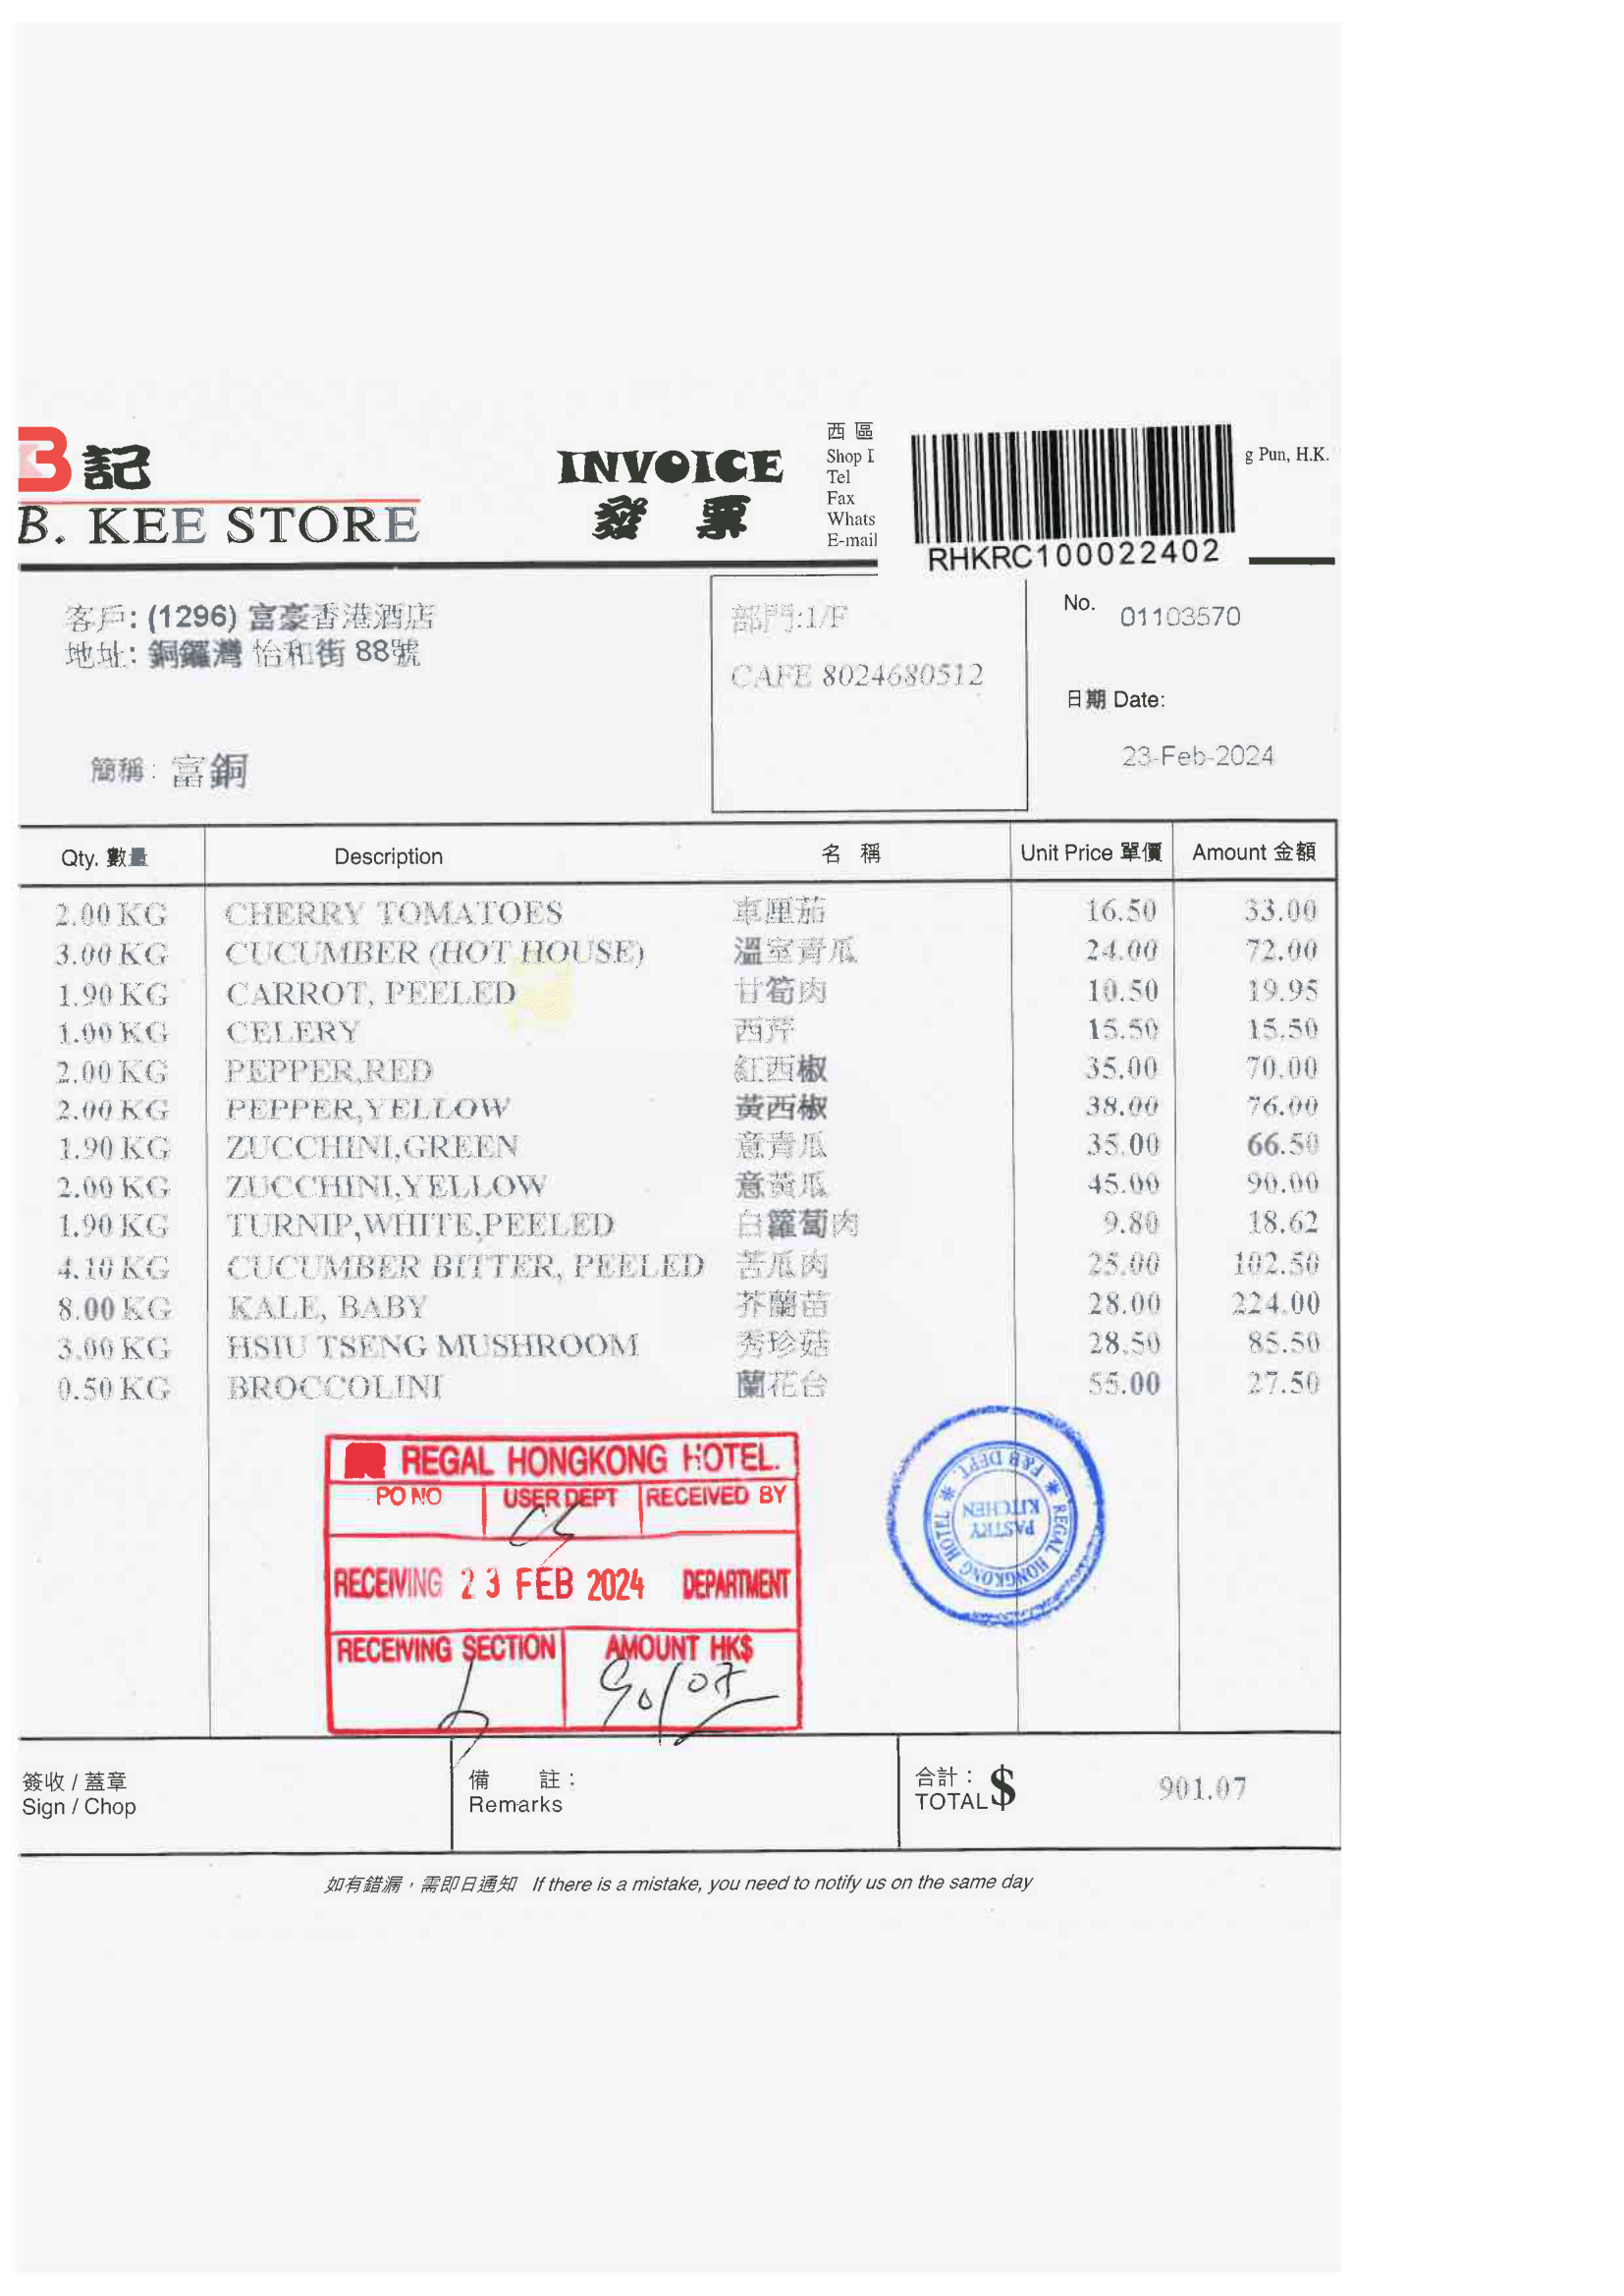 B記
B. KEE STORE
INVOICE
發 票
西 區
Shop
Tel
Fax
Whats
E-mail
g Pun, H.K.
RHKRC100022402
客戶: (1296) 富豪香港酒店
地址: 銅鑼灣 怡和街 88號
簡稱: 富銅
部門:1/F
CAFE 8024680512
No. 01103570
日期 Date:
23-Feb-2024
Qty. 數量 Description 名 稱 Unit Price 單價 Amount 金額
2.00 KG CHERRY TOMATOES 車厘茄 16.50 33.00
3.00 KG CUCUMBER (HOT HOUSE) 溫室青瓜 24.00 72.00
1.90 KG CARROT, PEELED 甘筍肉 10.50 19.95
1.00 KG CELERY 西芹 15.50 15.50
2.00 KG PEPPER,RED 紅西椒 35.00 70.00
2.00 KG PEPPER,YELLOW 黃西椒 38.00 76.00
1.90 KG ZUCCHINI,GREEN 意青瓜 35.00 66.50
2.00 KG ZUCCHINI,YELLOW 意黃瓜 45.00 90.00
1.90 KG TURNIP,WHITE,PEELED 白蘿蔔肉 9.80 18.62
4.10 KG CUCUMBER BITTER, PEELED 苦瓜肉 25.00 102.50
8.00 KG KALE, BABY 芥蘭苗 28.00 224.00
3.00 KG HSIU TSENG MUSHROOM 秀珍菇 28.50 85.50
0.50 KG BROCCOLINI 蘭花台 55.00 27.50
REGAL HONGKONG HOTEL.
PO NO USER DEPT RECEIVED BY
RECEIVING 23 FEB 2024 DEPARTMENT
RECEIVING SECTION AMOUNT HK$
901.07
REGAL HONGKONG HOTEL
F&B DEPT.
PASTRY
KITCHEN
簽收 / 蓋章
Sign / Chop
備 註 :
Remarks
合計 :
TOTAL $ 901.07
如有錯漏，需即日通知 If there is a mistake, you need to notify us on the same day